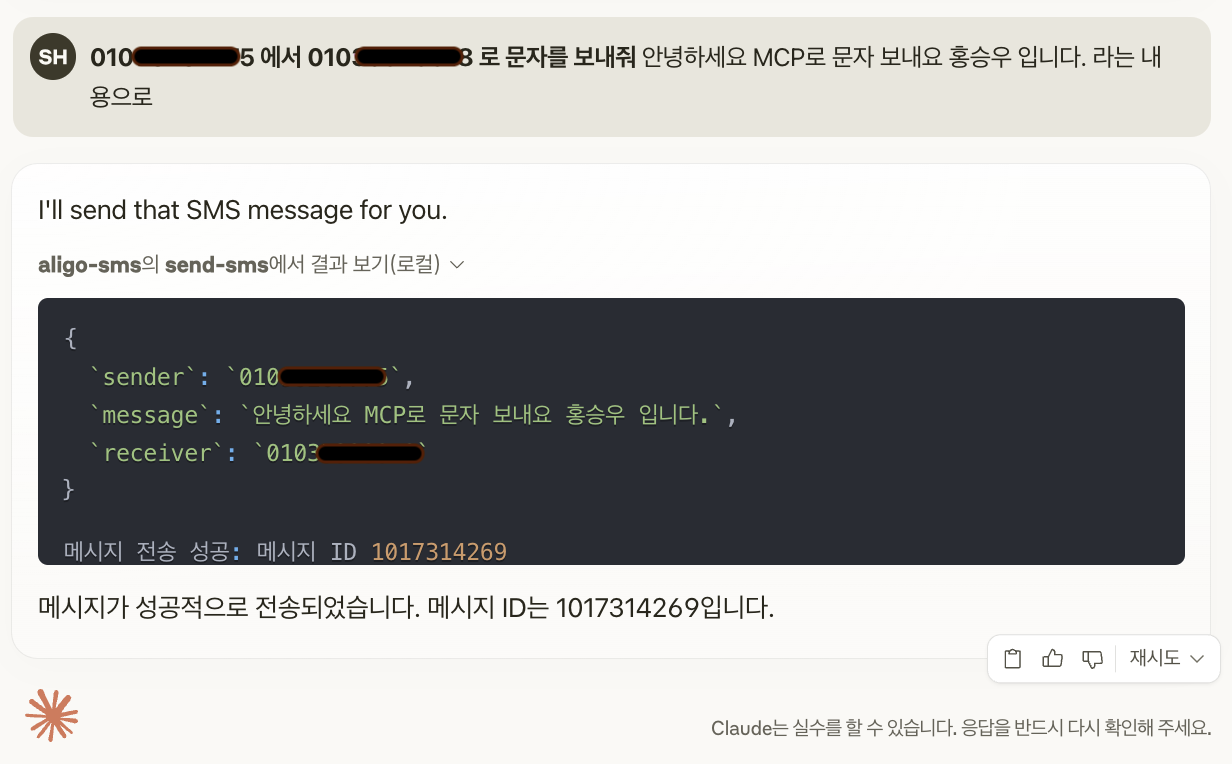 SH
010 5 에서 010 8 로 문자를 보내줘 안녕하세요 MCP로 문자 보내요 홍승우 입니다. 라는 내
용으로
I'll send that SMS message for you.
aligo-sms의 send-sms에서 결과 보기(로컬)
{
`sender`: `010 `,
`message`: `안녕하세요 MCP로 문자 보내요 홍승우 입니다.`,
`receiver`: `0103 `
}
메시지 전송 성공: 메시지 ID 1017314269
메시지가 성공적으로 전송되었습니다. 메시지 ID는 1017314269입니다.
재시도
Claude는 실수를 할 수 있습니다. 응답을 반드시 다시 확인해 주세요.